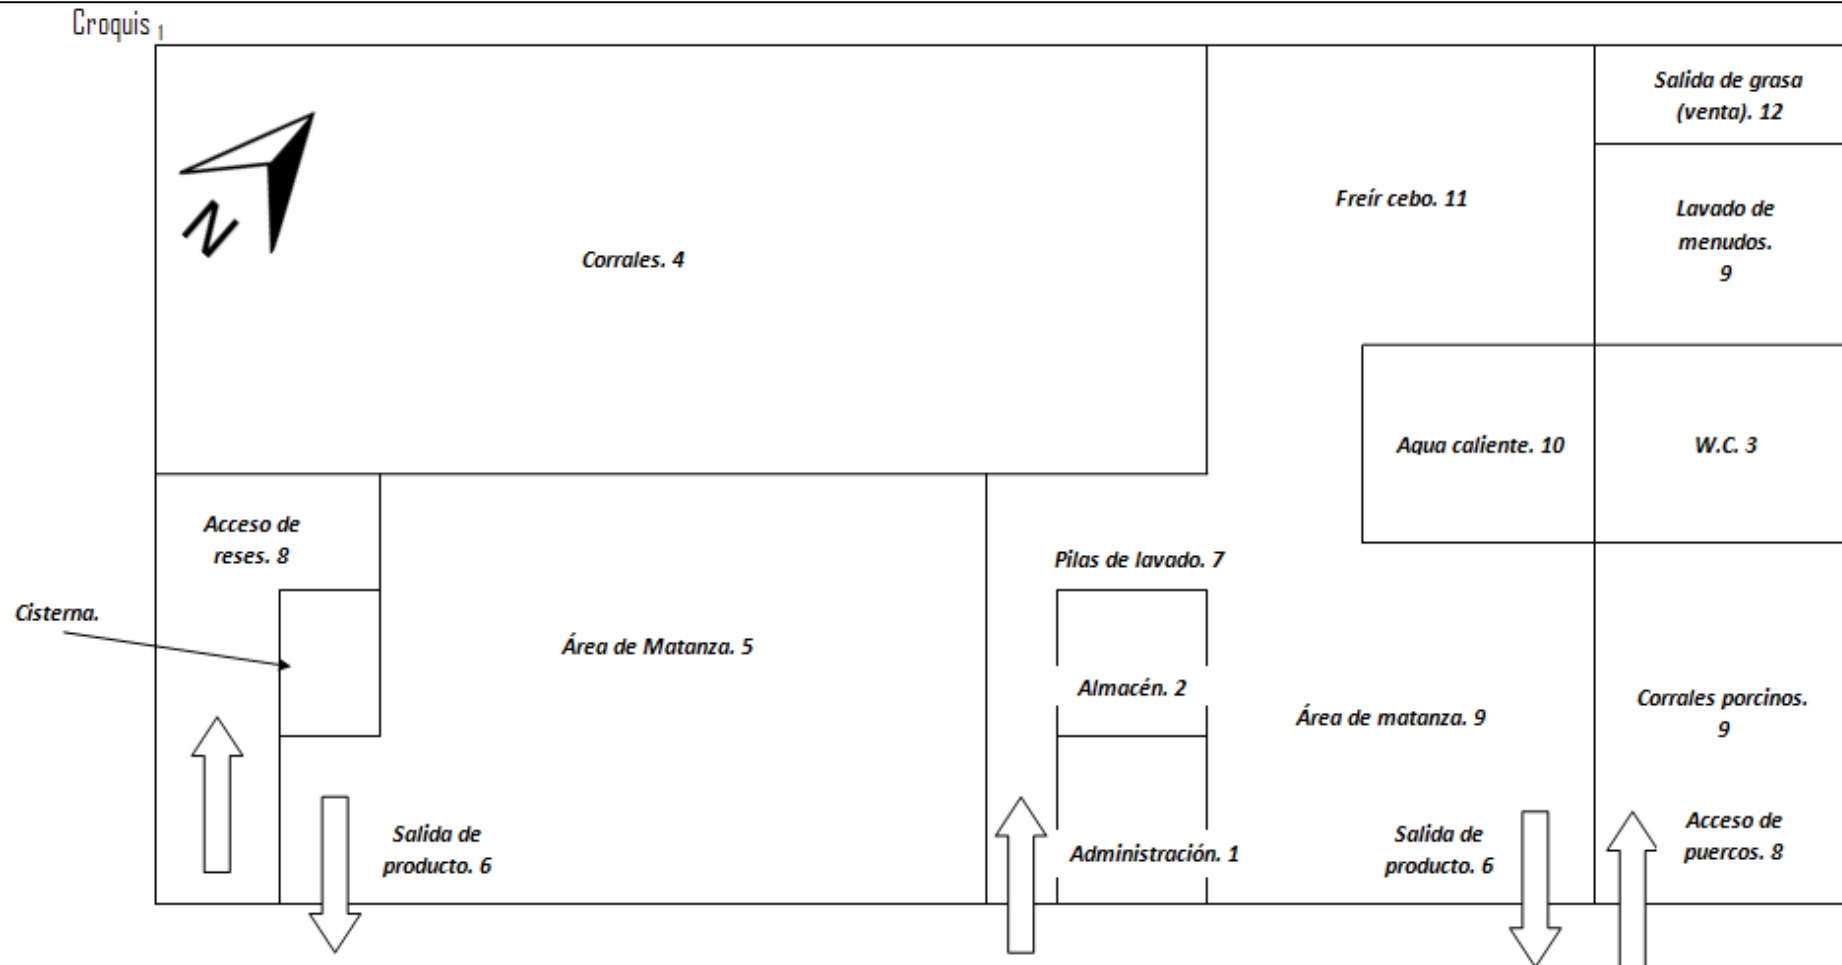 Croquis 1
Salida de grasa
(venta). 12
Freír cebo. 11
Lavado de
menudos.
9
N
Corrales. 4
Aqua caliente. 10
W.C. 3
Acceso de
reses. 8
Pilas de lavado. 7
Cisterna.
Área de Matanza. 5
Almacén. 2
Área de matanza. 9
Corrales porcinos.
9
Salida de
producto. 6
Administración. 1
Salida de
producto. 6
Acceso de
puercos. 8